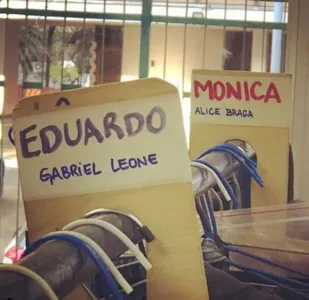 EDUARDO
GABRIEL LEONE
MONICA
ALICE BRAGA